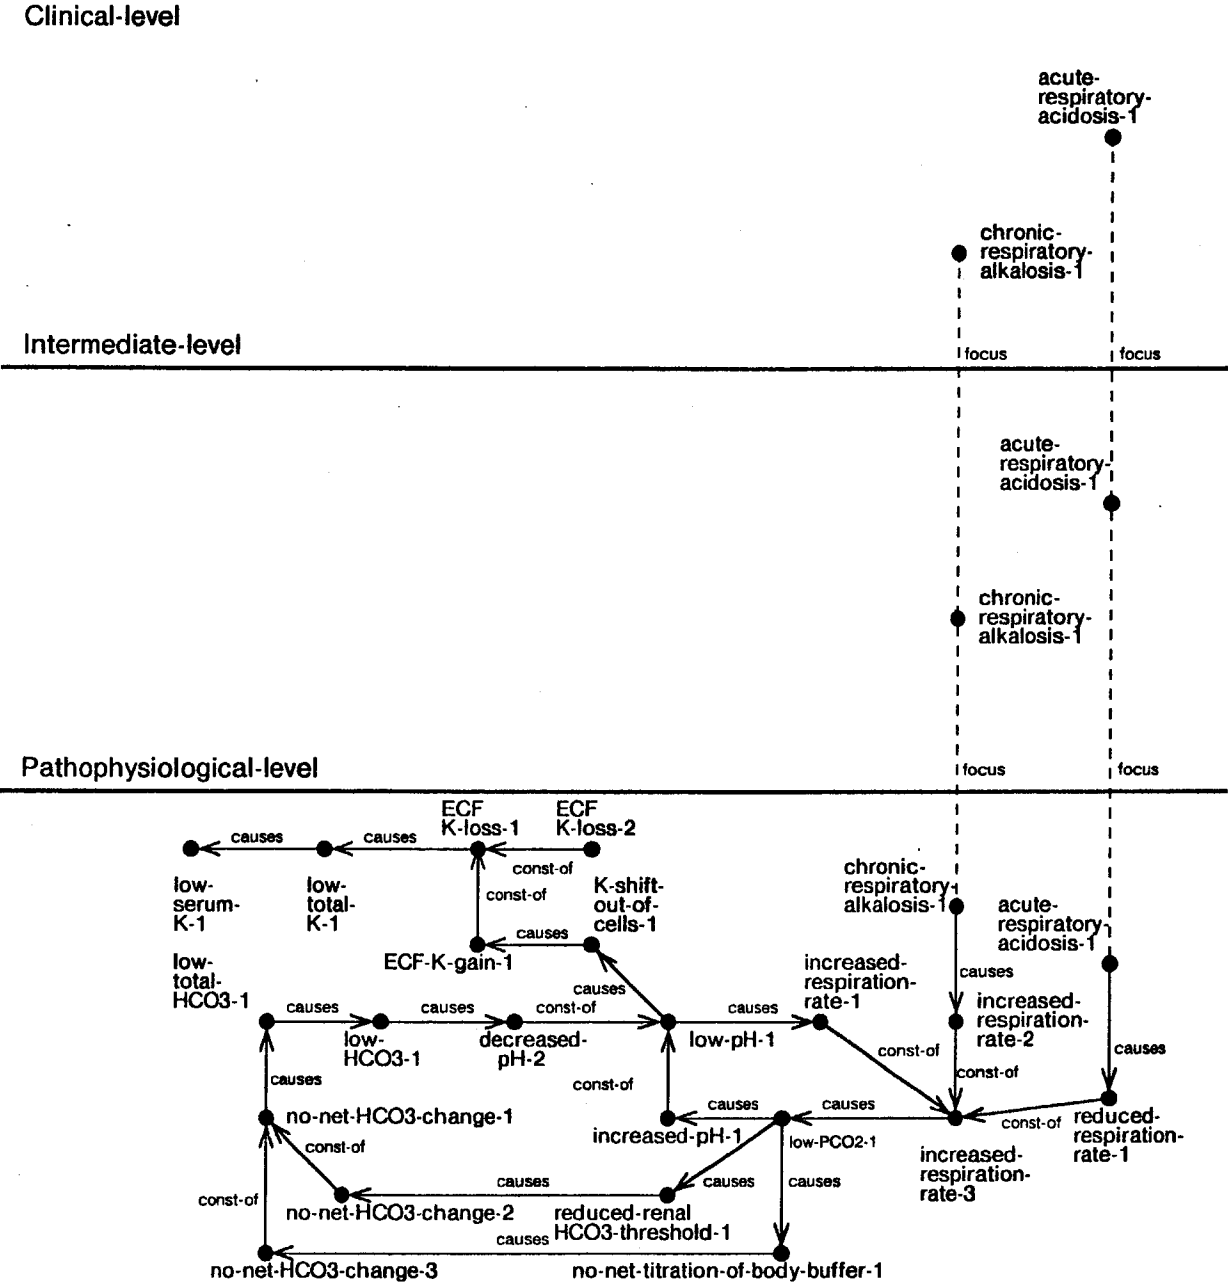 Clinical-level
acute-
respiratory-
acidosis-1
chronic-
respiratory-
alkalosis-1
Intermediate-level
focus
focus
acute-
respiratory-
acidosis-1
chronic-
respiratory-
alkalosis-1
Pathophysiological-level
focus
focus
ECF
K-loss-1
ECF
K-loss-2
causes
causes
const-of
low-
serum-
K-1
low-
total-
K-1
const-of
K-shift-
out-of-
cells-1
chronic-
respiratory-
alkalosis-1
acute-
respiratory-
acidosis-1
causes
ECF-K-gain-1
low-
total-
HCO3-1
causes
increased-
respiration-
rate-1
causes
causes
causes
const-of
causes
increased-
respiration-
rate-2
low-
HCO3-1
decreased-
pH-2
low-pH-1
const-of
causes
const-of
causes
const-of
no-net-HCO3-change-1
causes
causes
increased-pH-1
low-PCO2-1
const-of
reduced-
respiration-
rate-1
increased-
respiration-
rate-3
const-of
const-of
causes
causes
causes
no-net-HCO3-change-2
reduced-renal
HCO3-threshold-1
causes
no-net-HCO3-change-3
no-net-titration-of-body-buffer-1